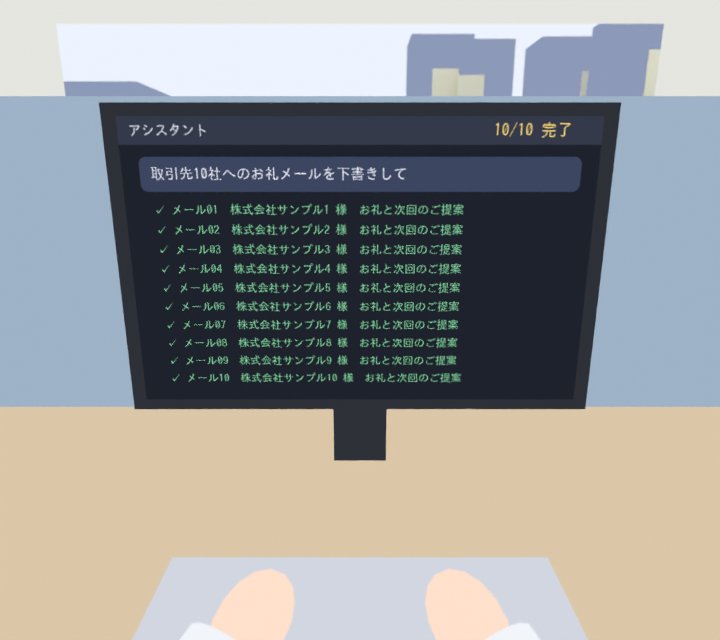 アシスタント
10/10 完了
取引先10社へのお礼メールを下書きして
✓ メール01 株式会社サンプル1 様 お礼と次回のご提案
✓ メール02 株式会社サンプル2 様 お礼と次回のご提案
✓ メール03 株式会社サンプル3 様 お礼と次回のご提案
✓ メール04 株式会社サンプル4 様 お礼と次回のご提案
✓ メール05 株式会社サンプル5 様 お礼と次回のご提案
✓ メール06 株式会社サンプル6 様 お礼と次回のご提案
✓ メール07 株式会社サンプル7 様 お礼と次回のご提案
✓ メール08 株式会社サンプル8 様 お礼と次回のご提案
✓ メール09 株式会社サンプル9 様 お礼と次回のご提案
✓ メール10 株式会社サンプル10 様 お礼と次回のご提案